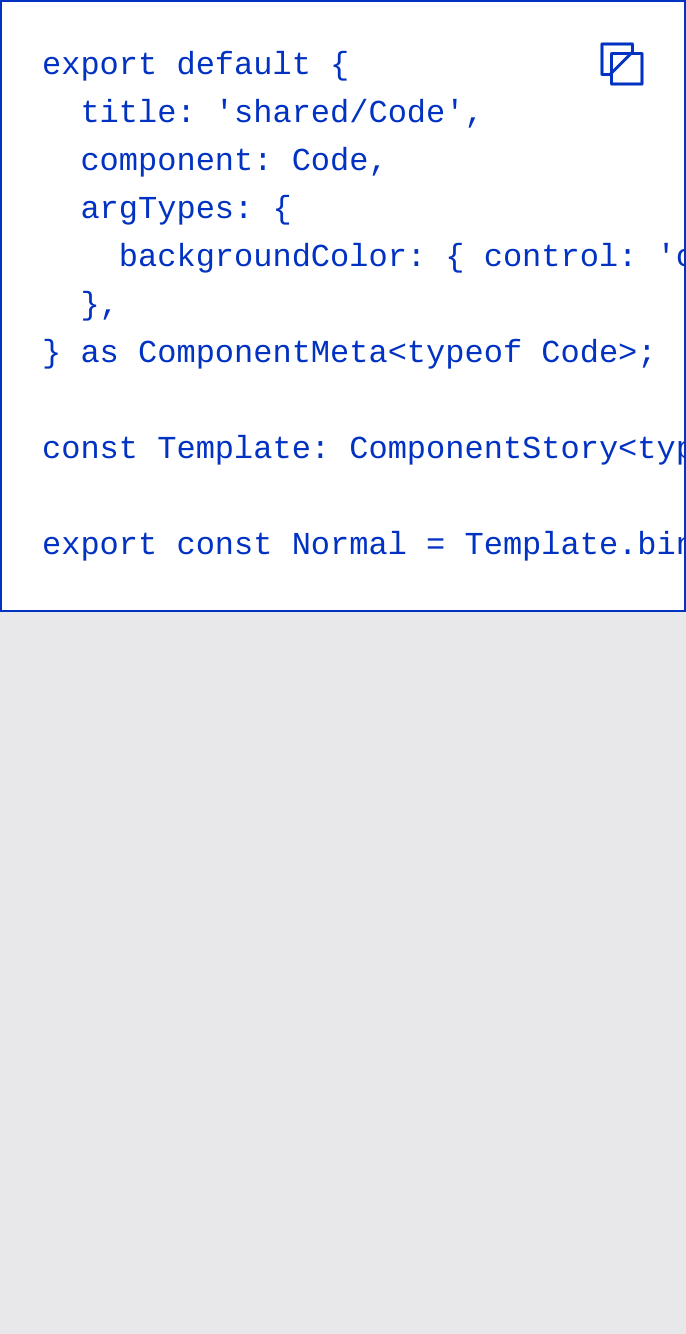 export default {
  title: 'shared/Code',
  component: Code,
  argTypes: {
    backgroundColor: { control: '
  },
} as ComponentMeta<typeof Code>;
const Template: ComponentStory<typ
export const Normal = Template.bin